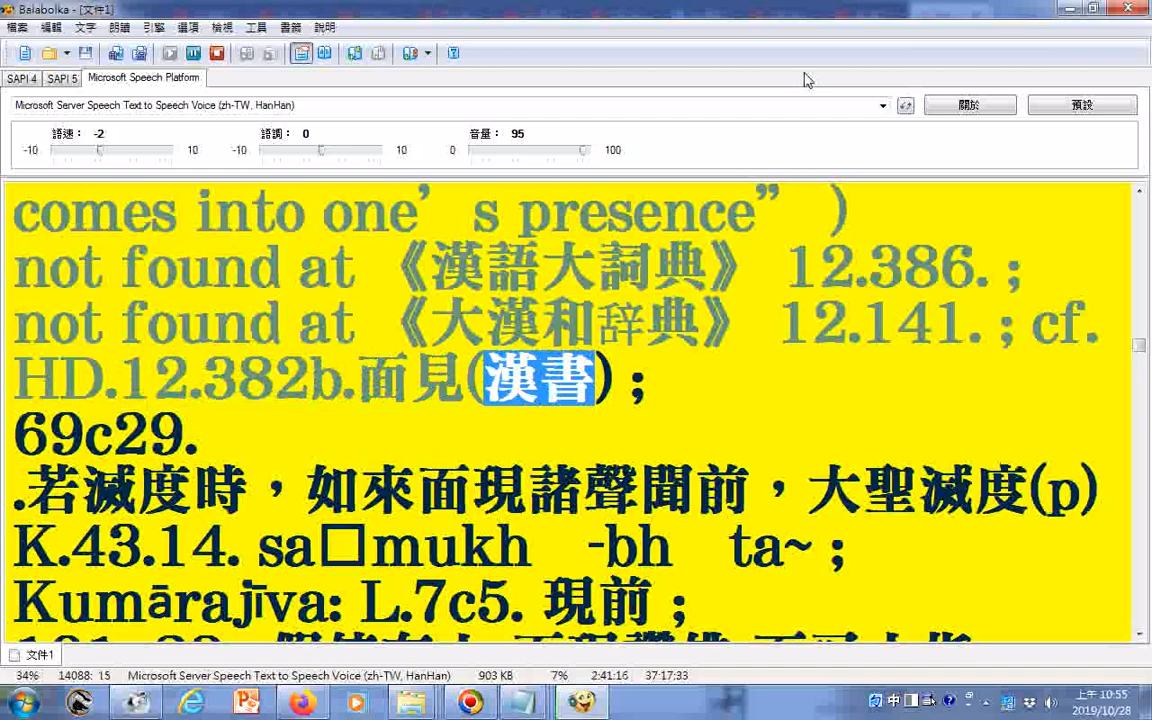 Balabolka - [文件1]
檔案 編輯 文字 朗讀 引擎 選項 檢視 工具 書籤 說明
SAPI 4 SAPI 5 Microsoft Speech Platform
Microsoft Server Speech Text to Speech Voice (zh-TW, HanHan) 關於 預設
語速： -2 語調： 0 音量： 95
-10 10 -10 10 0 100
comes into one’s presence” )
not found at 《漢語大詞典》 12.386. ;
not found at 《大漢和辞典》 12.141. ; cf.
HD.12.382b.面見(漢書) ;
69c29.
.若滅度時，如來面現諸聲聞前，大聖滅度(p)
K.43.14. sa□mukh -bh ta~ ;
Kumārajīva: L.7c5. 現前 ;
文件1
34% 14088: 15 Microsoft Server Speech Text to Speech Voice (zh-TW, HanHan) 903 KB 7% 2:41:16 37:17:33
中 上午 10:55
2019/10/28